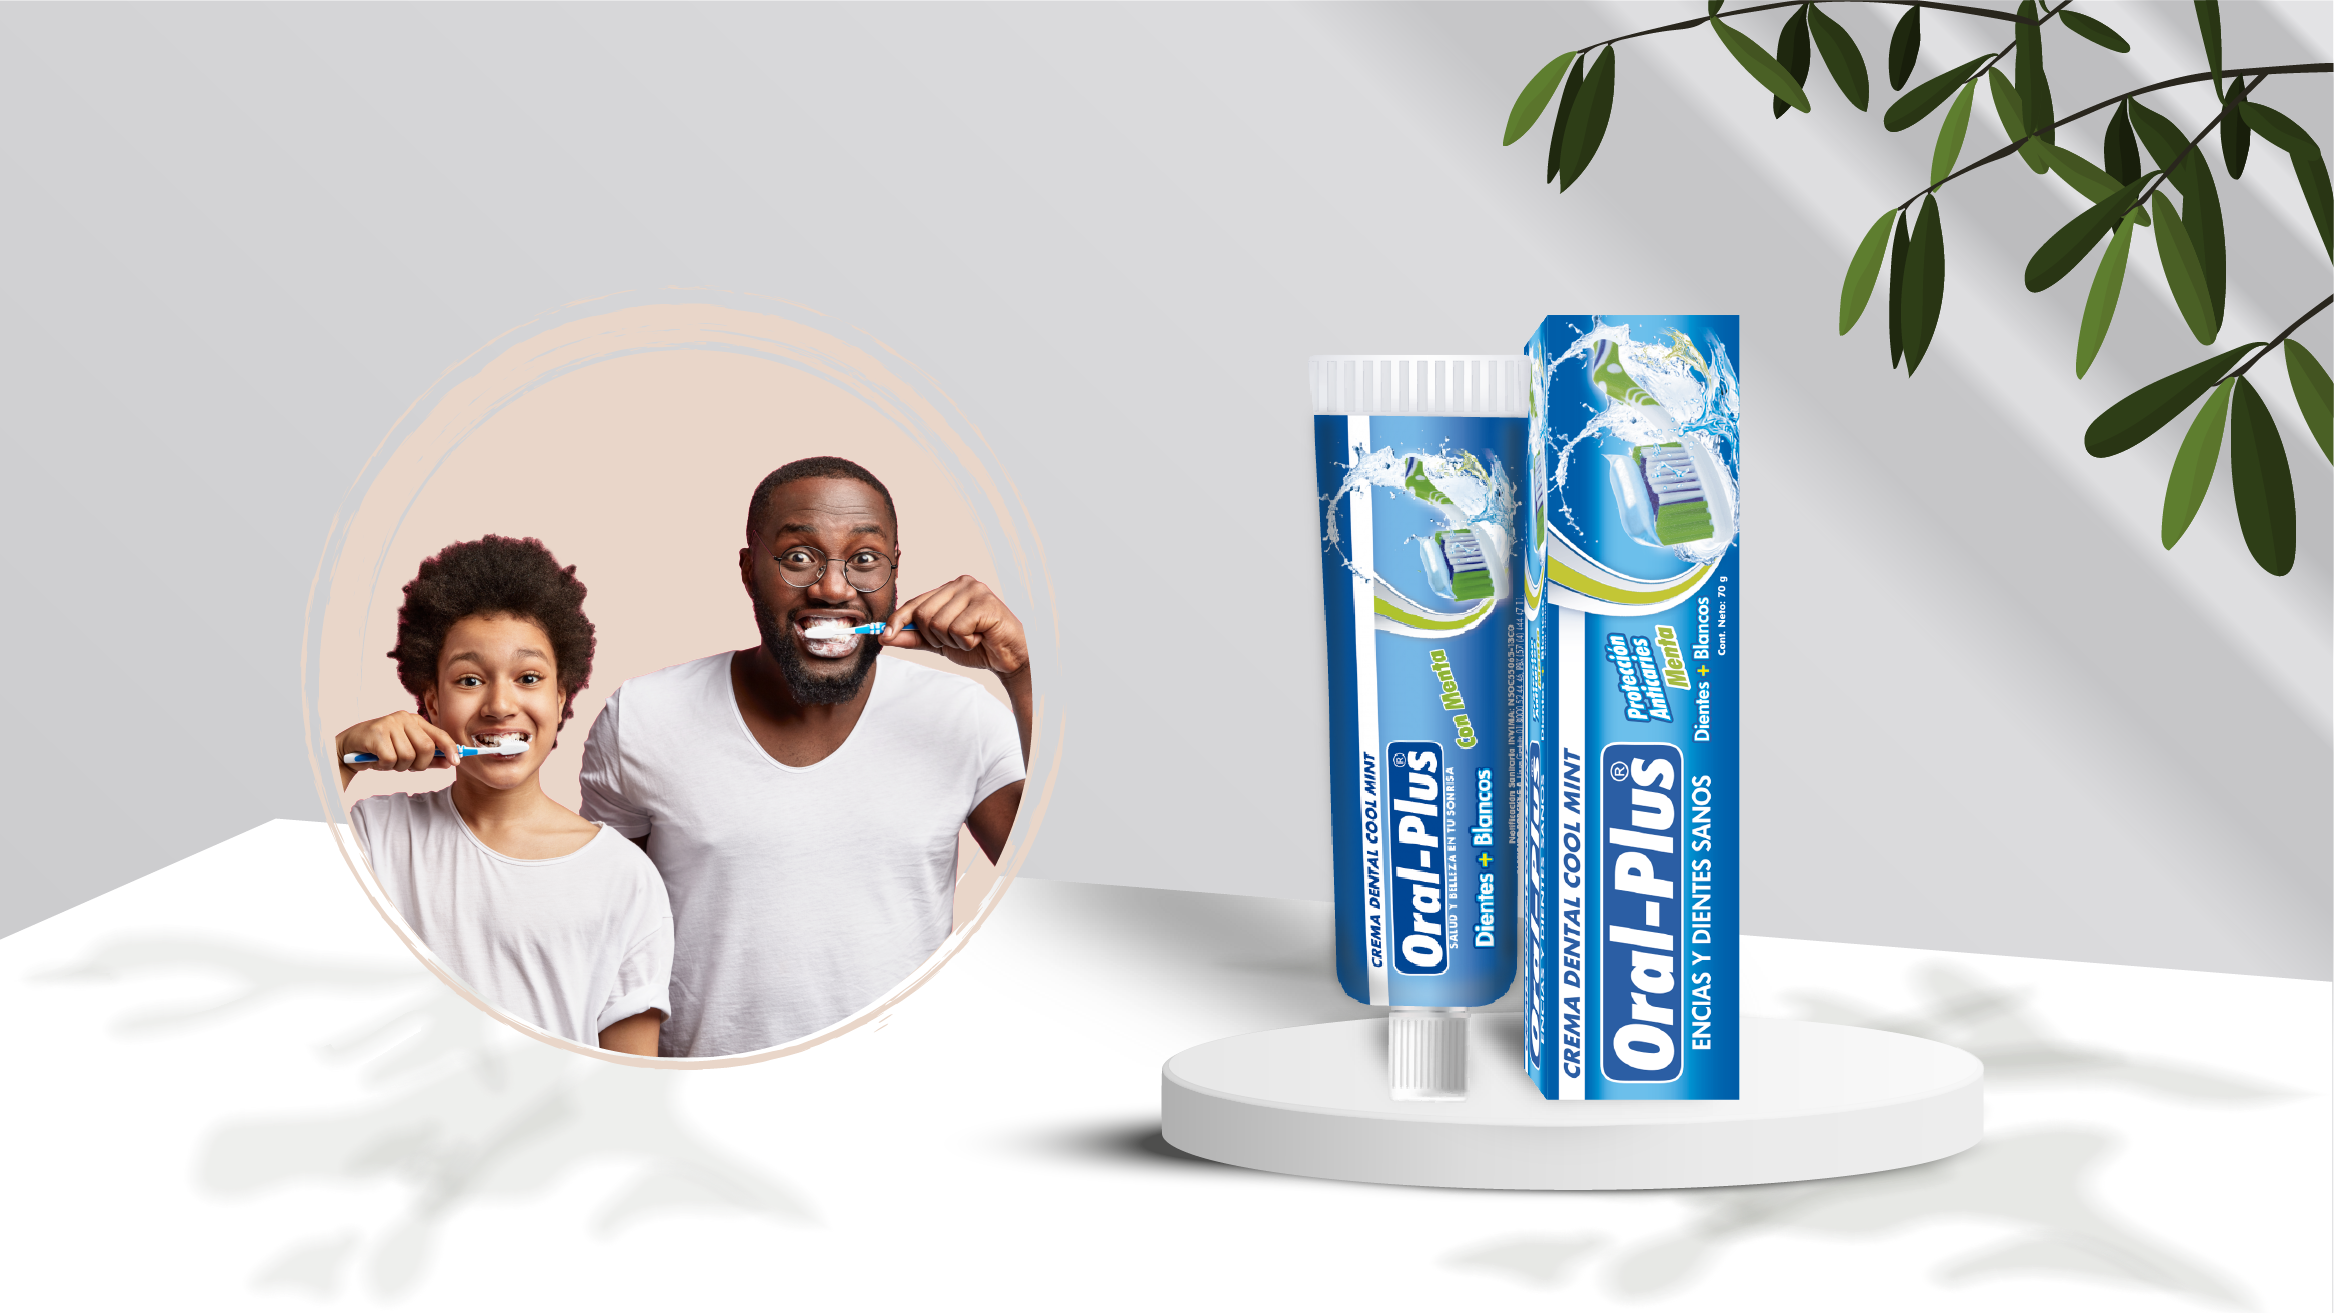 CREMA DENTAL COOL MINT
Oral-Plus®
SALUD Y BELLEZA EN TU SONRISA
Con Menta
Dientes + Blancos
CREMA DENTAL COOL MINT
Oral-Plus®
ENCIAS Y DIENTES SANOS
Protección
Anticaries
Menta
Dientes + Blancos
Cont. Neto: 70 g